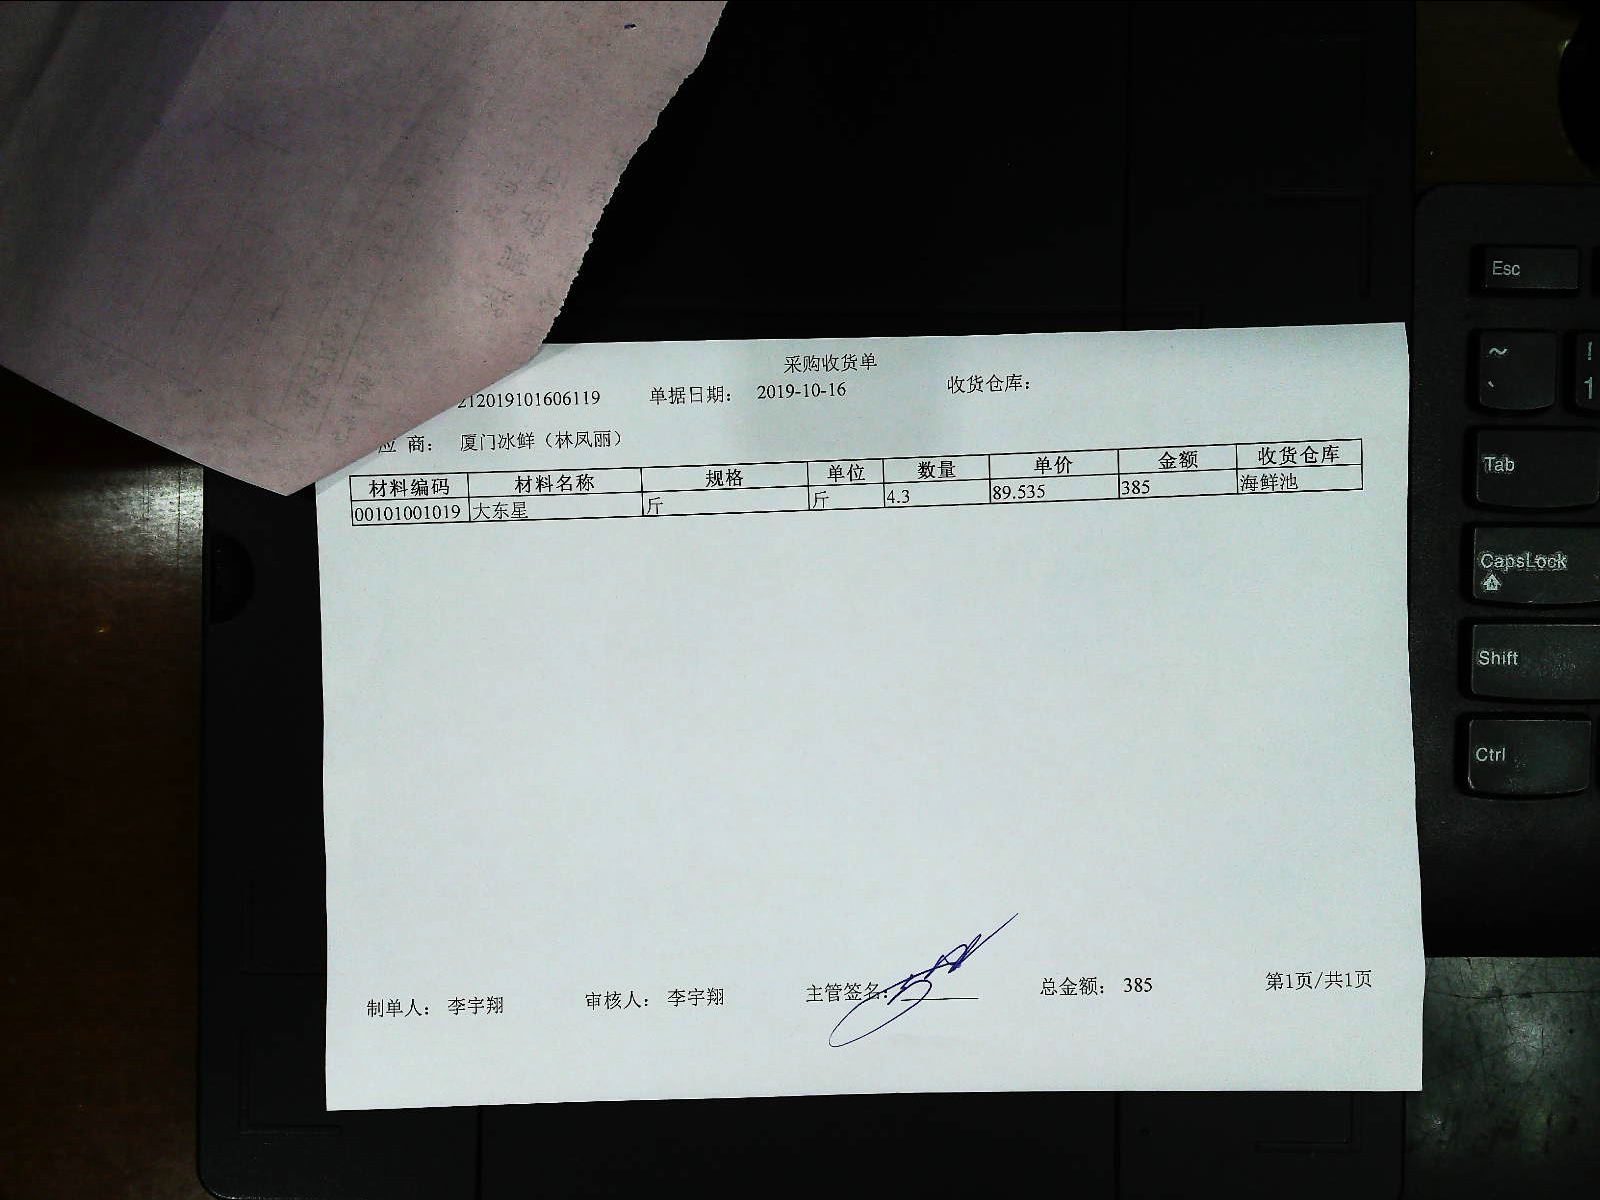 采购收货单
212019101606119 单据日期： 2019-10-16 收货仓库：
应 商： 厦门冰鲜（林凤丽）
材料编码 材料名称 规格 单位 数量 单价 金额 收货仓库
00101001019 大东星 斤 斤 4.3 89.535 385 海鲜池
制单人： 李宇翔 审核人： 李宇翔 主管签名: 总金额： 385 第1页/共1页
Esc
~
` 1
Tab
CapsLock
Shift
Ctrl